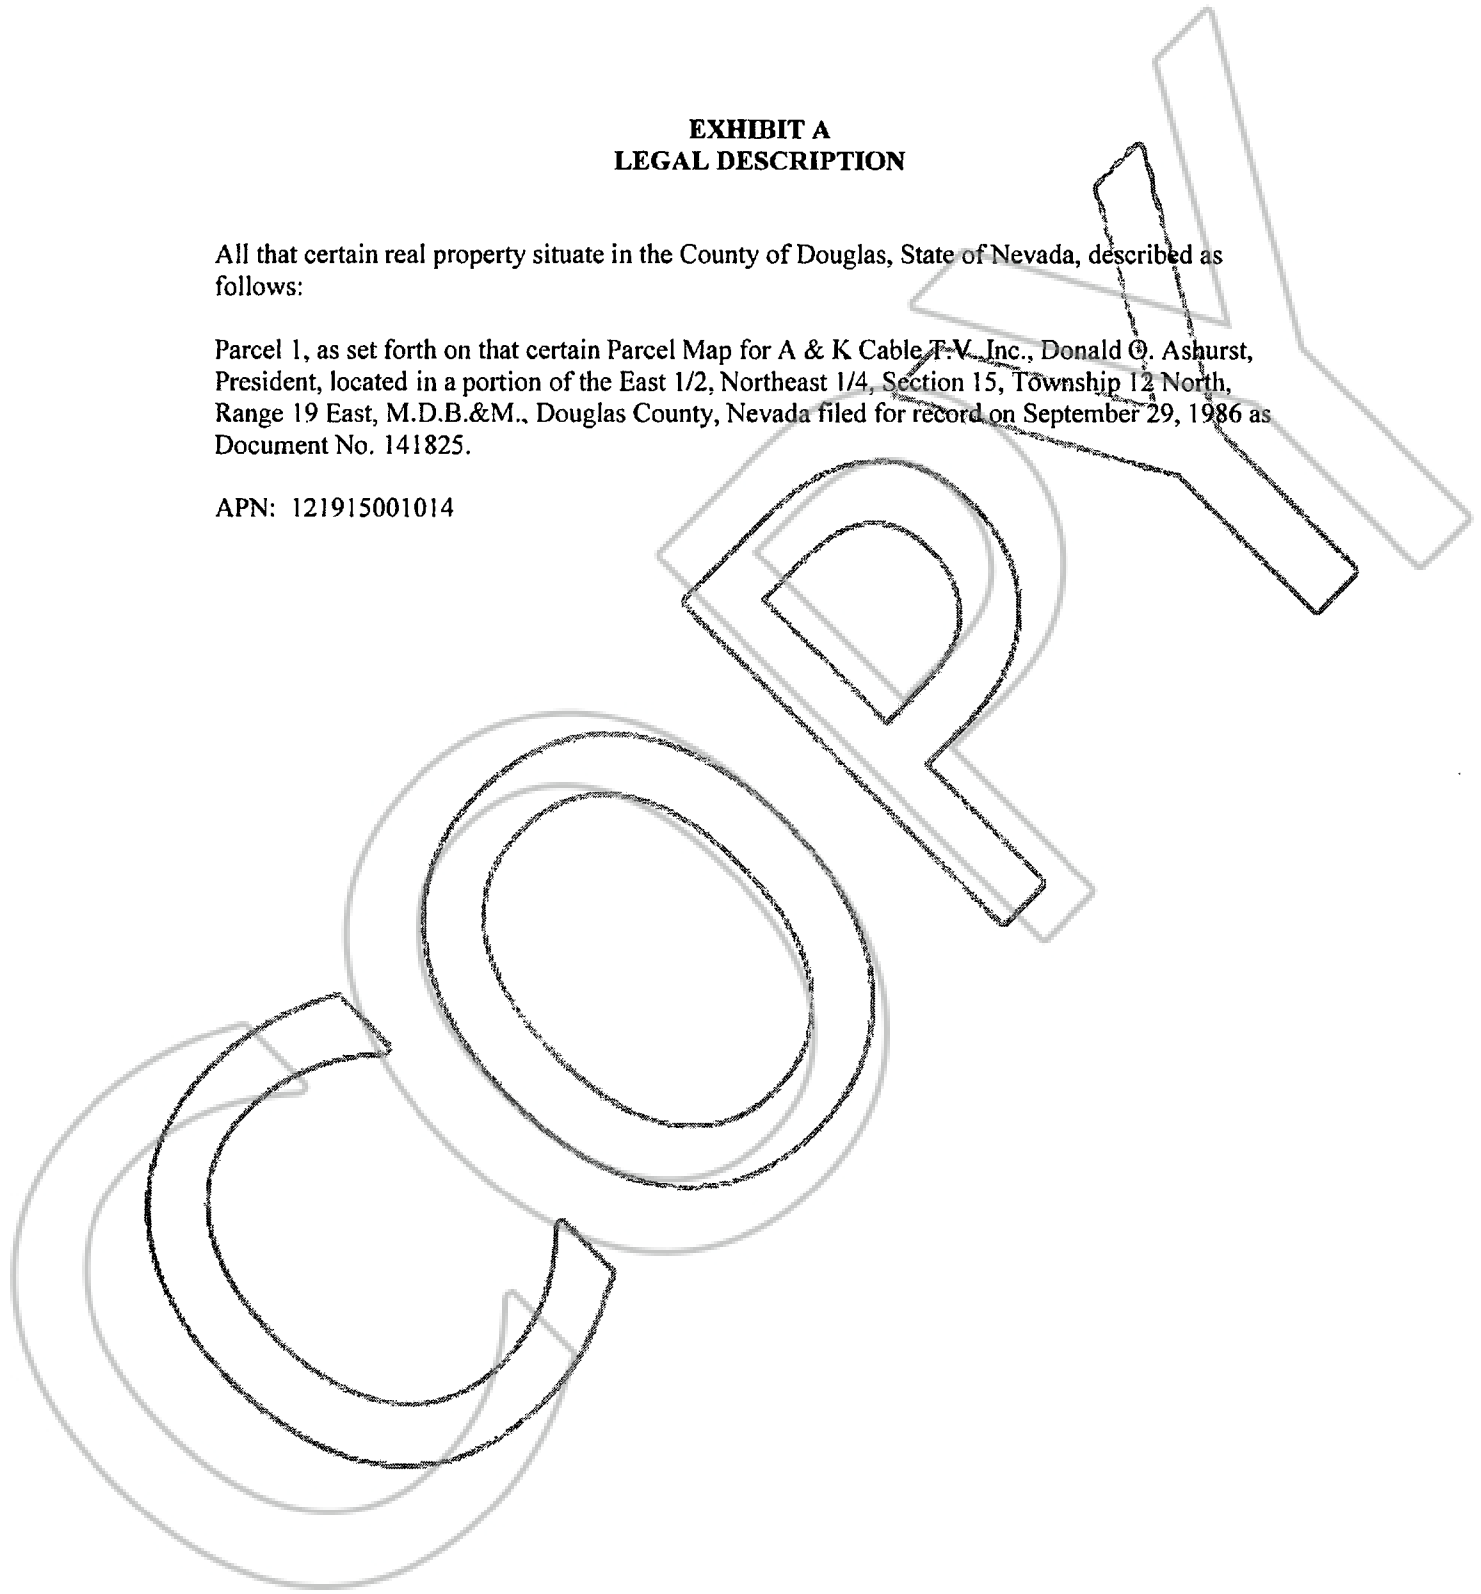 EXHIBIT A
LEGAL DESCRIPTION
All that certain real property situate in the County of Douglas, State of Nevada, described as
follows:
Parcel 1, as set forth on that certain Parcel Map for A & K Cable T.V. Inc., Donald O. Ashurst,
President, located in a portion of the East 1/2, Northeast 1/4, Section 15, Township 12 North,
Range 19 East, M.D.B.&M., Douglas County, Nevada filed for record on September 29, 1986 as
Document No. 141825.
APN: 121915001014
COPY
COPY